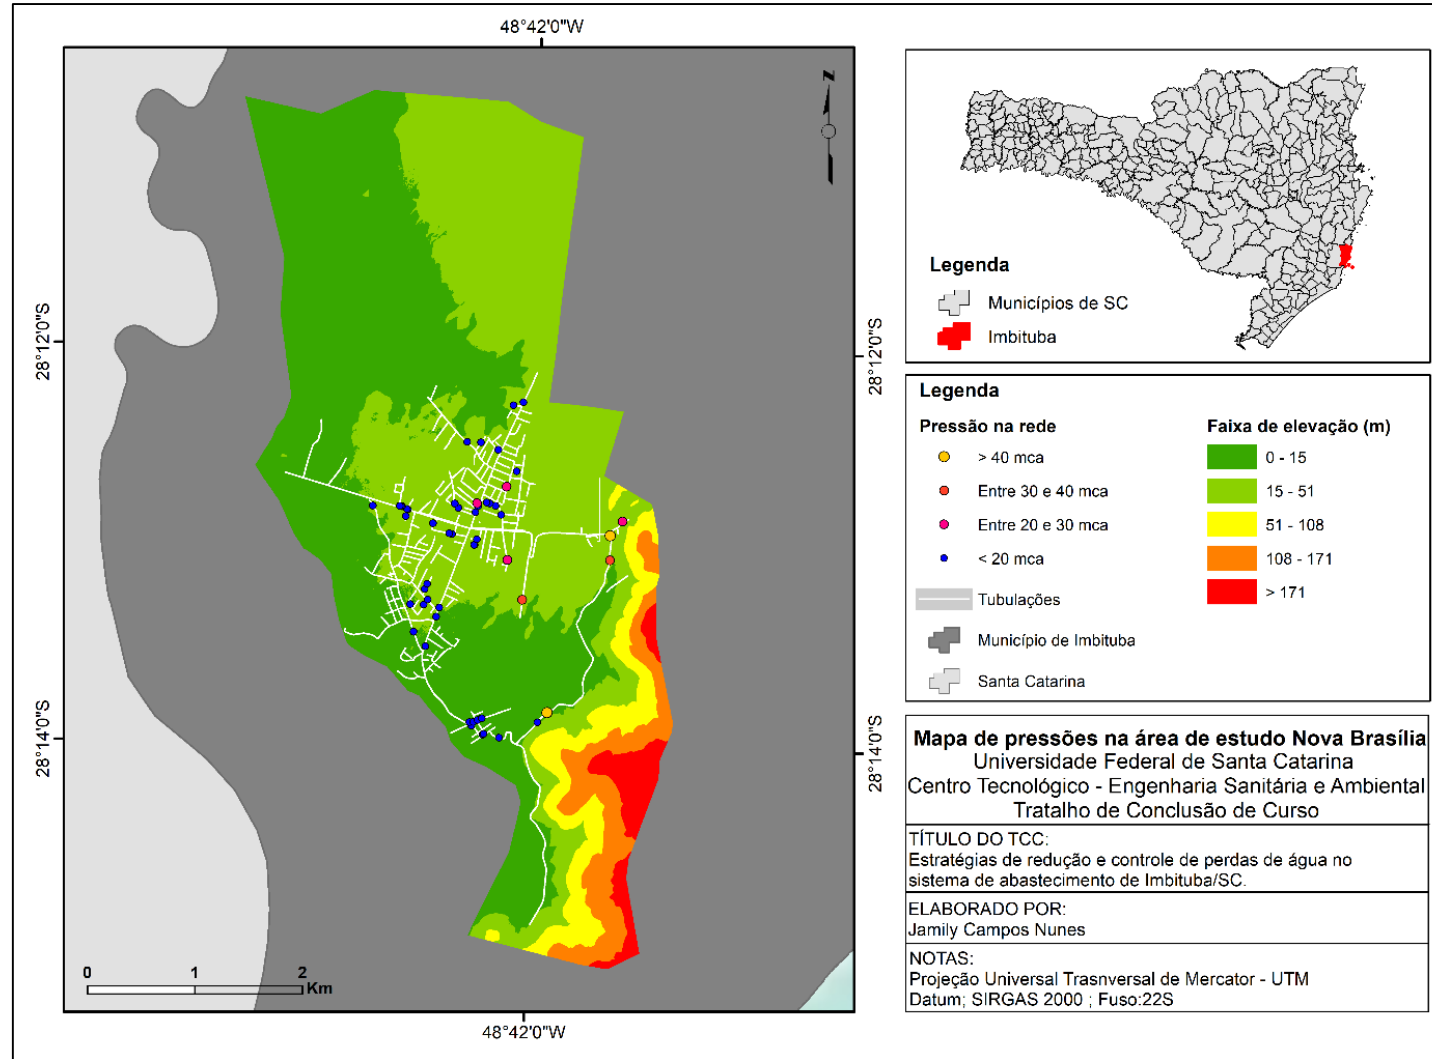 48°42'0"W
N
28°12'0"S
28°12'0"S
28°14'0"S
28°14'0"S
0 1 2
Km
48°42'0"W
Legenda
Municípios de SC
Imbituba
Legenda
Pressão na rede
> 40 mca
Entre 30 e 40 mca
Entre 20 e 30 mca
< 20 mca
Tubulações
Município de Imbituba
Santa Catarina
Faixa de elevação (m)
0 - 15
15 - 51
51 - 108
108 - 171
> 171
Mapa de pressões na área de estudo Nova Brasília
Universidade Federal de Santa Catarina
Centro Tecnológico - Engenharia Sanitária e Ambiental
Tratalho de Conclusão de Curso
TÍTULO DO TCC:
Estratégias de redução e controle de perdas de água no
sistema de abastecimento de Imbituba/SC.
ELABORADO POR:
Jamily Campos Nunes
NOTAS:
Projeção Universal Trasnversal de Mercator - UTM
Datum; SIRGAS 2000 ; Fuso:22S